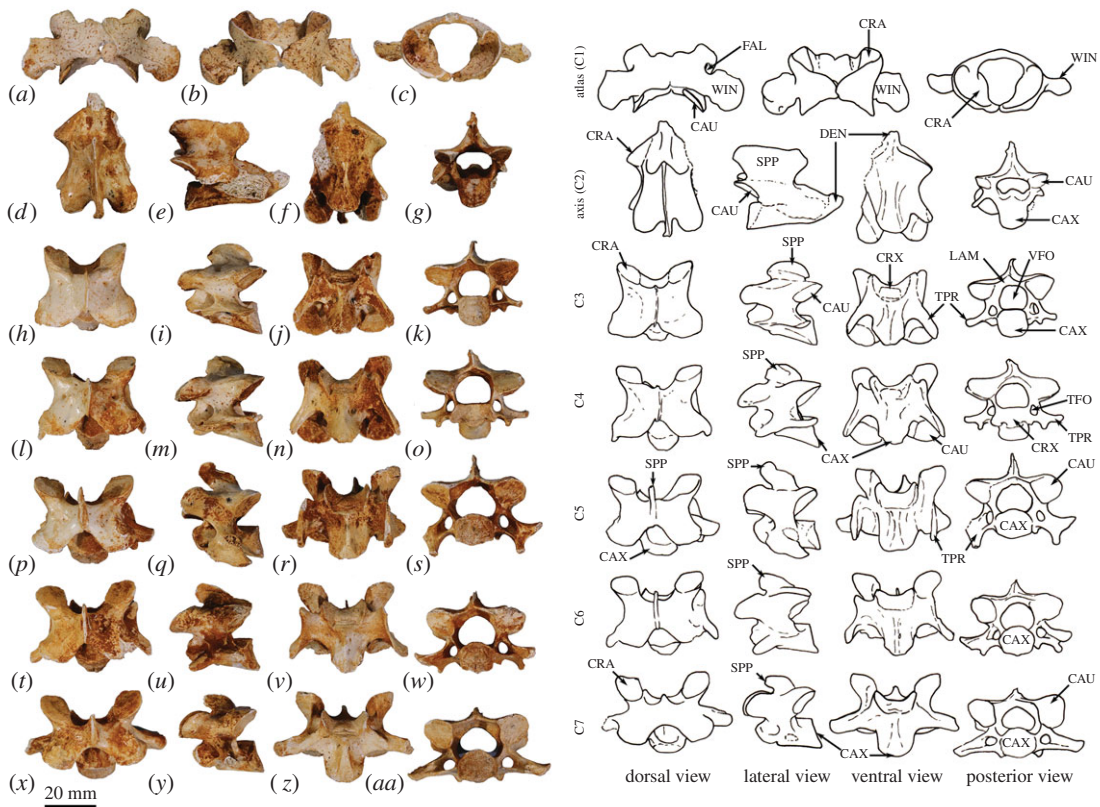 (a) (b) (c)
(d) (e) (f) (g)
(h) (i) (j) (k)
(l) (m) (n) (o)
(p) (q) (r) (s)
(t) (u) (v) (w)
(x) (y) (z) (aa)
20 mm
atlas (C1)
FAL
WIN
CAU
CRA
WIN
CRA
WIN
axis (C2)
CRA
SPP
CAU
DEN
CAU
CAX
C3
CRA
SPP
CAU
CRX
TPR
LAM
VFO
CAX
C4
SPP
CAX
CAU
TFO
TPR
CRX
C5
SPP
CAX
SPP
TPR
CAU
CAX
C6
SPP
CAX
C7
CRA
SPP
CAX
CAU
CAX
dorsal view lateral view ventral view posterior view